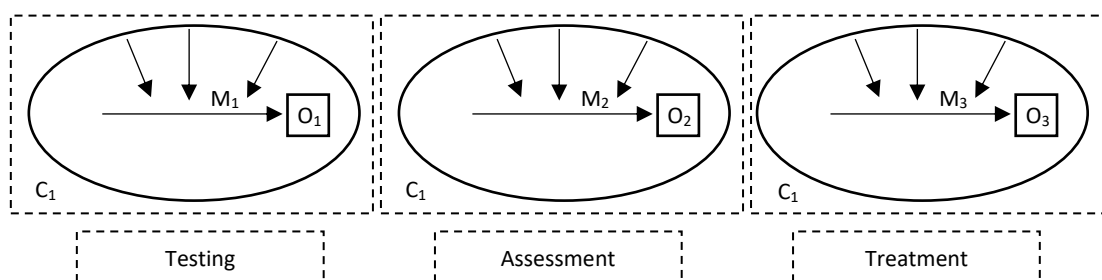 M₁ M₂ M₃
O₁ O₂ O₃
C₁ C₁ C₁
Testing Assessment Treatment